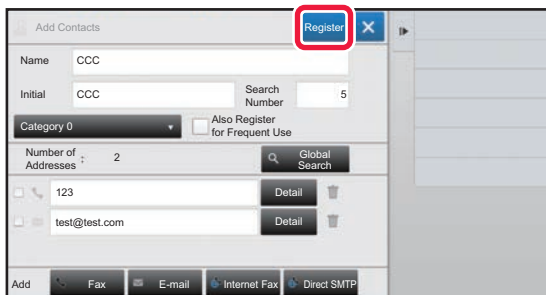 Add Contacts
Register
Name
CCC
Initial
CCC
Search
Number
5
Category 0
Also Register
for Frequent Use
Number of
Addresses
:
2
Global
Search
123
Detail
test@test.com
Detail
Add
Fax
E-mail
Internet Fax
Direct SMTP